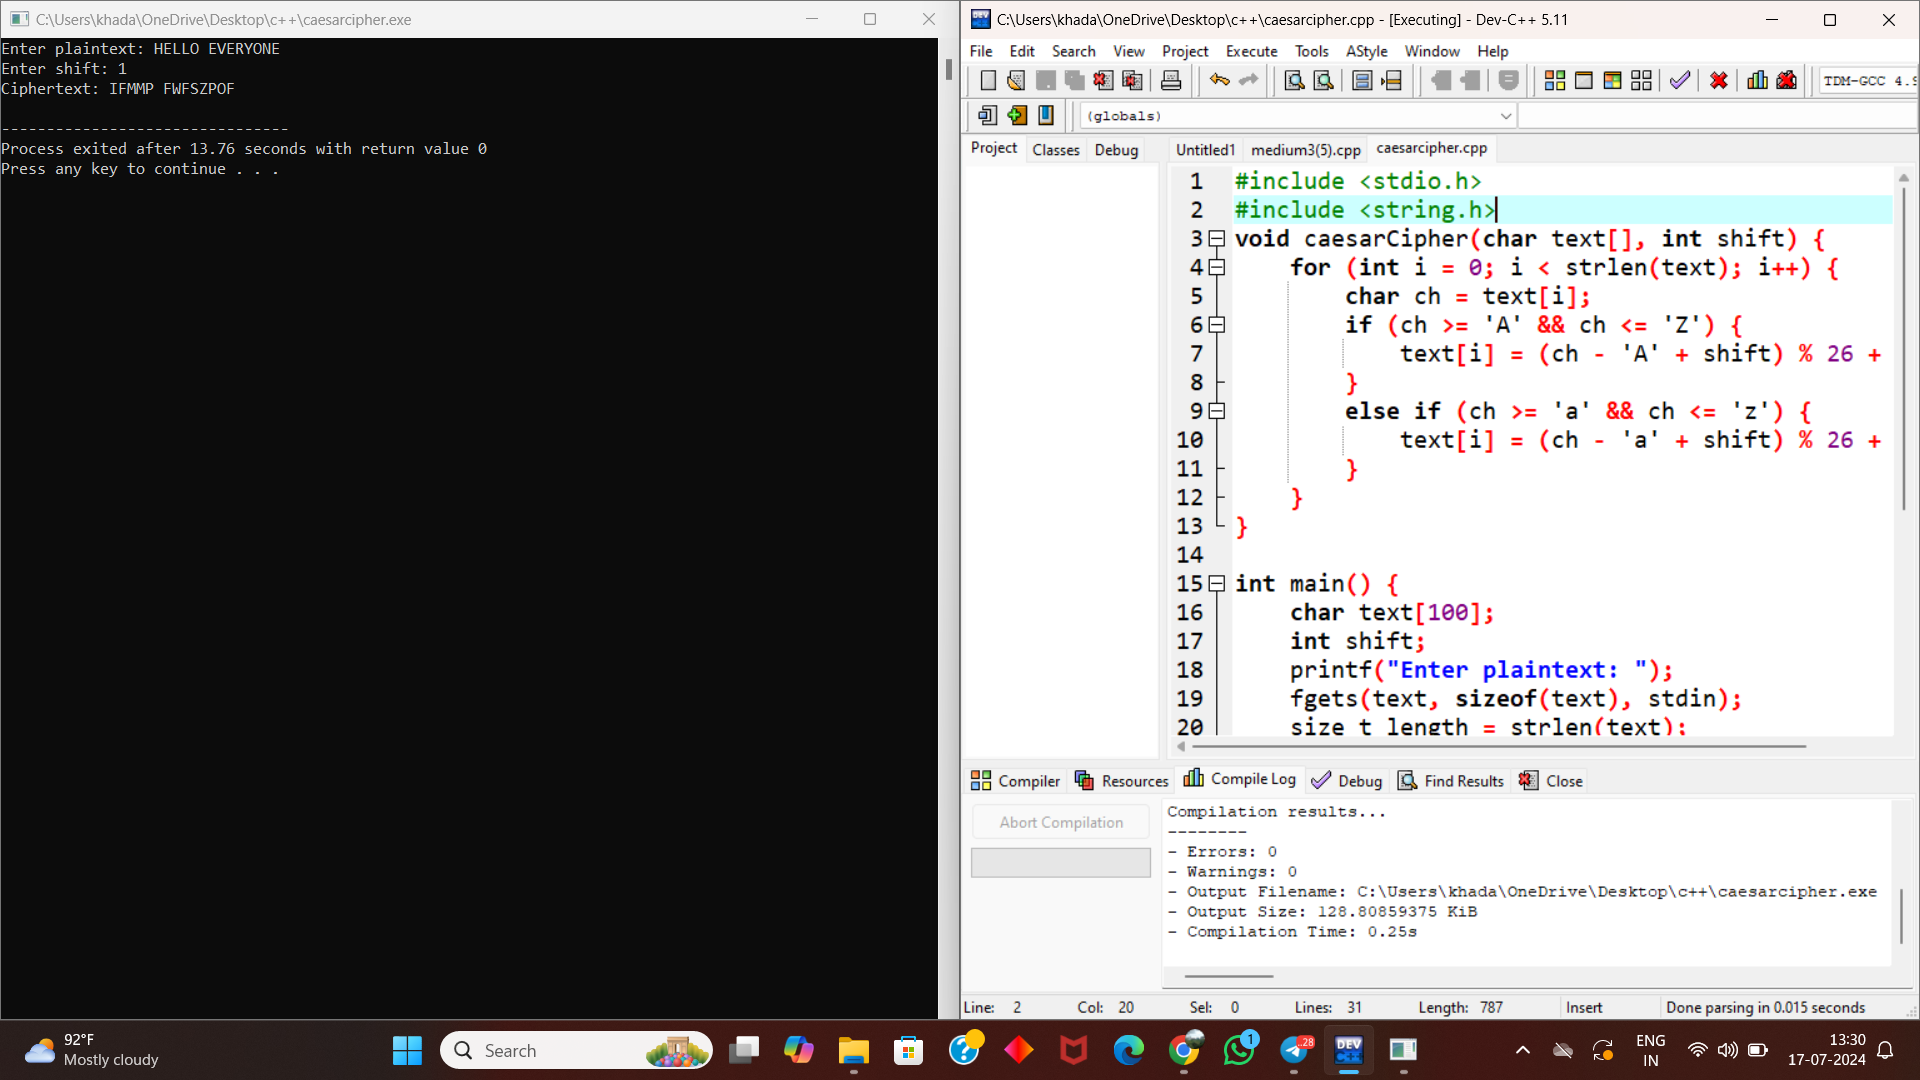 C:\Users\khada\OneDrive\Desktop\c++\caesarcipher.exe
Enter plaintext: HELLO EVERYONE
Enter shift: 1
Ciphertext: IFMMP FWFSZPOF
--------------------------------
Process exited after 13.76 seconds with return value 0
Press any key to continue . . .
C:\Users\khada\OneDrive\Desktop\c++\caesarcipher.cpp - [Executing] - Dev-C++ 5.11
File Edit Search View Project Execute Tools AStyle Window Help
TDM-GCC 4.9
(globals)
Project Classes Debug
Untitled1 medium3(5).cpp caesarcipher.cpp
1 #include <stdio.h>
2 #include <string.h>
3 void caesarCipher(char text[], int shift) {
4 for (int i = 0; i < strlen(text); i++) {
5 char ch = text[i];
6 if (ch >= 'A' && ch <= 'Z') {
7 text[i] = (ch - 'A' + shift) % 26 +
8 }
9 else if (ch >= 'a' && ch <= 'z') {
10 text[i] = (ch - 'a' + shift) % 26 +
11 }
12 }
13 }
14
15 int main() {
16 char text[100];
17 int shift;
18 printf("Enter plaintext: ");
19 fgets(text, sizeof(text), stdin);
20 size_t length = strlen(text);
Compiler Resources Compile Log Debug Find Results Close
Abort Compilation
Compilation results...
--------
- Errors: 0
- Warnings: 0
- Output Filename: C:\Users\khada\OneDrive\Desktop\c++\caesarcipher.exe
- Output Size: 128.80859375 KiB
- Compilation Time: 0.25s
Line: 2 Col: 20 Sel: 0 Lines: 31 Length: 787 Insert Done parsing in 0.015 seconds
92°F
Mostly cloudy
Search
1
28
DEV
C++
ENG
IN
13:30
17-07-2024